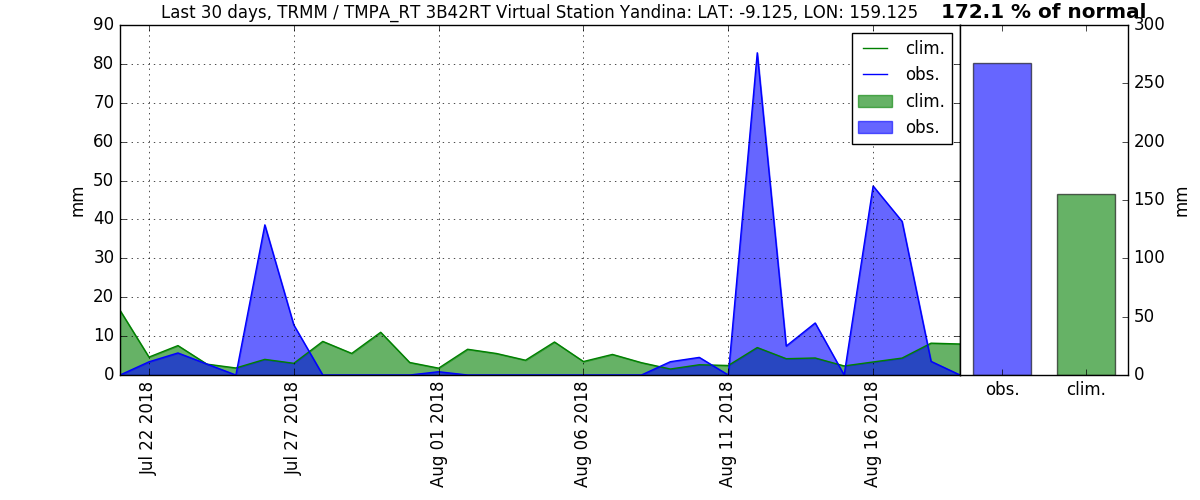 Last 30 days, TRMM / TMPA_RT 3B42RT Virtual Station Yandina: LAT: -9.125, LON: 159.125
172.1 % of normal
90
80
70
60
50
40
30
20
10
0
mm
clim.
obs.
clim.
obs.
300
250
200
150
100
50
0
mm
obs.
clim.
Jul 22 2018
Jul 27 2018
Aug 01 2018
Aug 06 2018
Aug 11 2018
Aug 16 2018